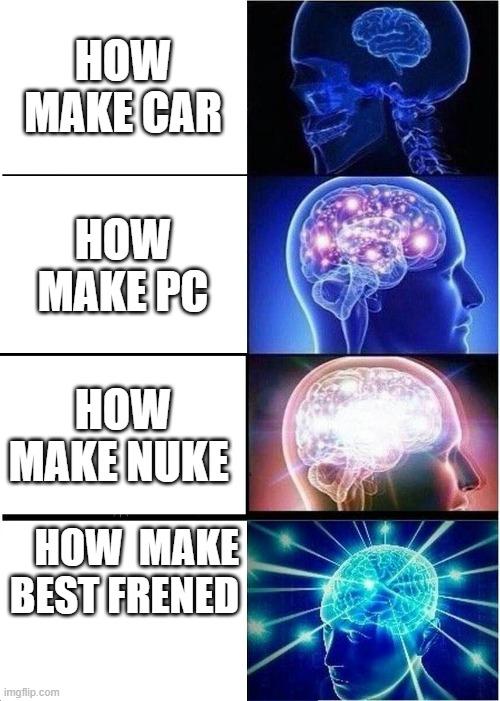 HOW
MAKE CAR
HOW
MAKE PC
HOW
MAKE NUKE
HOW MAKE
BEST FRENED
imgflip.com